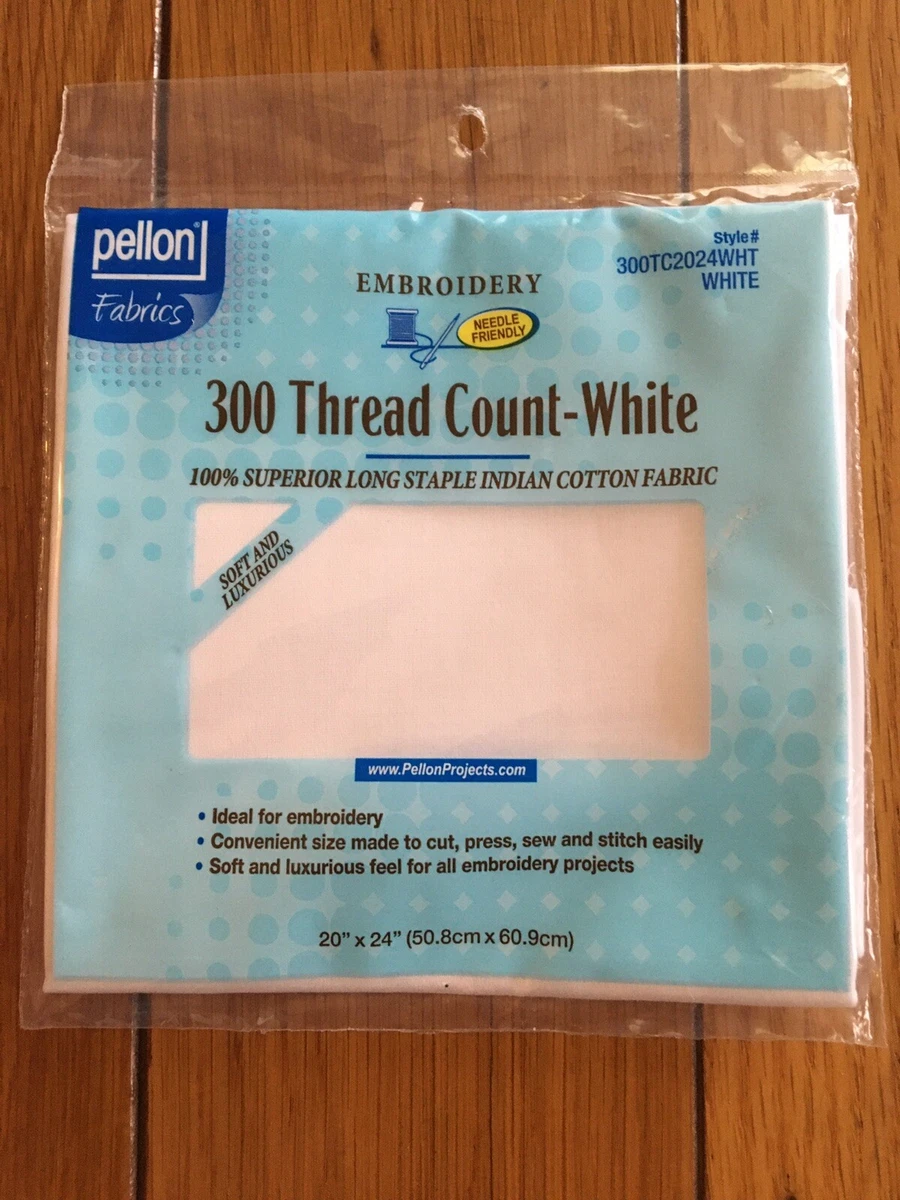 pellon®
Fabrics
Style#
300TC2024WHT
WHITE
EMBROIDERY
NEEDLE
FRIENDLY
300 Thread Count-White
100% SUPERIOR LONG STAPLE INDIAN COTTON FABRIC
SOFT AND
LUXURIOUS
www.PellonProjects.com
• Ideal for embroidery
• Convenient size made to cut, press, sew and stitch easily
• Soft and luxurious feel for all embroidery projects
20” x 24” (50.8cm x 60.9cm)